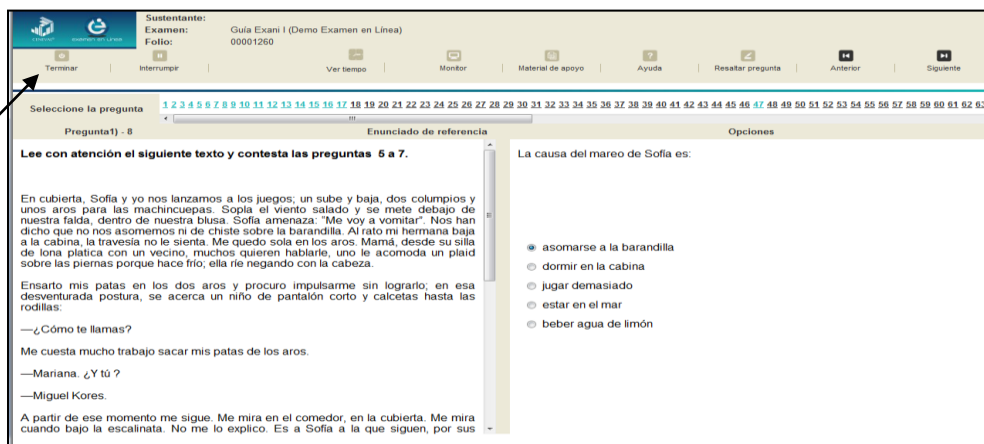 Sustentante:
Examen: Guía Exani I (Demo Examen en Línea)
Folio: 00001260
examen en Línea
Terminar Interrumpir Ver tiempo Monitor Material de apoyo Ayuda Resaltar pregunta Anterior Siguiente
Seleccione la pregunta 1 2 3 4 5 6 7 8 9 10 11 12 13 14 15 16 17 18 19 20 21 22 23 24 25 26 27 28 29 30 31 32 33 34 35 36 37 38 39 40 41 42 43 44 45 46 47 48 49 50 51 52 53 54 55 56 57 58 59 60 61 62 63
Pregunta1) - 8 Enunciado de referencia Opciones
Lee con atención el siguiente texto y contesta las preguntas 5 a 7.
En cubierta, Sofía y yo nos lanzamos a los juegos; un sube y baja, dos columpios y
unos aros para las machincuepas. Sopla el viento salado y se mete debajo de
nuestra falda, dentro de nuestra blusa. Sofía amenaza: "Me voy a vomitar". Nos han
dicho que no nos asomemos ni de chiste sobre la barandilla. Al rato mi hermana baja
a la cabina, la travesía no le sienta. Me quedo sola en los aros. Mamá, desde su silla
de lona platica con un vecino, muchos quieren hablarle, uno le acomoda un plaid
sobre las piernas porque hace frío; ella ríe negando con la cabeza.
Ensarto mis patas en los dos aros y procuro impulsarme sin lograrlo; en esa
desventurada postura, se acerca un niño de pantalón corto y calcetas hasta las
rodillas:
—¿Cómo te llamas?
Me cuesta mucho trabajo sacar mis patas de los aros.
—Mariana. ¿Y tú ?
—Miguel Kores.
A partir de ese momento me sigue. Me mira en el comedor, en la cubierta. Me mira
cuando bajo la escalinata. No me lo explico. Es a Sofía a la que siguen, por sus
La causa del mareo de Sofía es:
asomarse a la barandilla
dormir en la cabina
jugar demasiado
estar en el mar
beber agua de limón